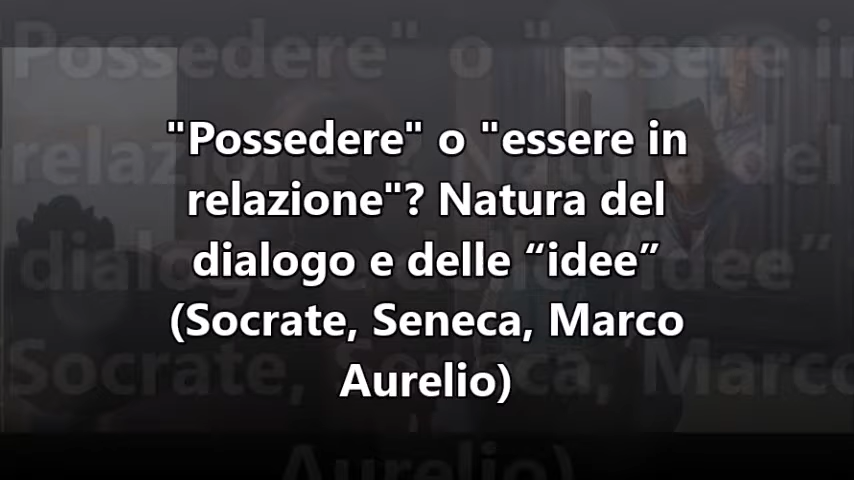 "Possedere" o "essere in
relazione"? Natura del
dialogo e delle “idee”
(Socrate, Seneca, Marco
Aurelio)